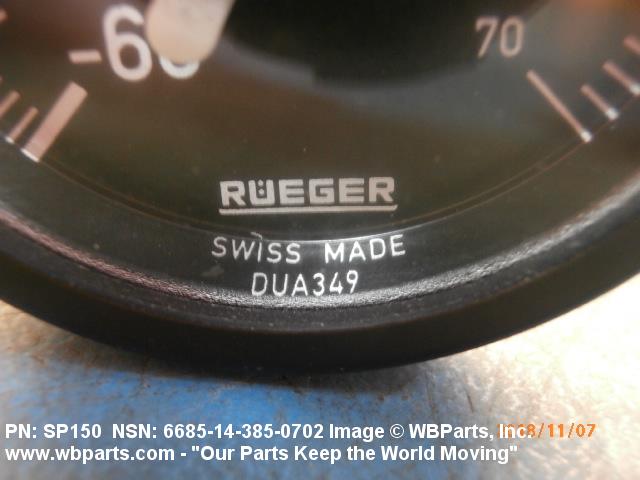 -60
70
RÜEGER
SWISS MADE
DUA349
PN: SP150 NSN: 6685-14-385-0702 Image © WBParts, Inc.
www.wbparts.com - "Our Parts Keep the World Moving"